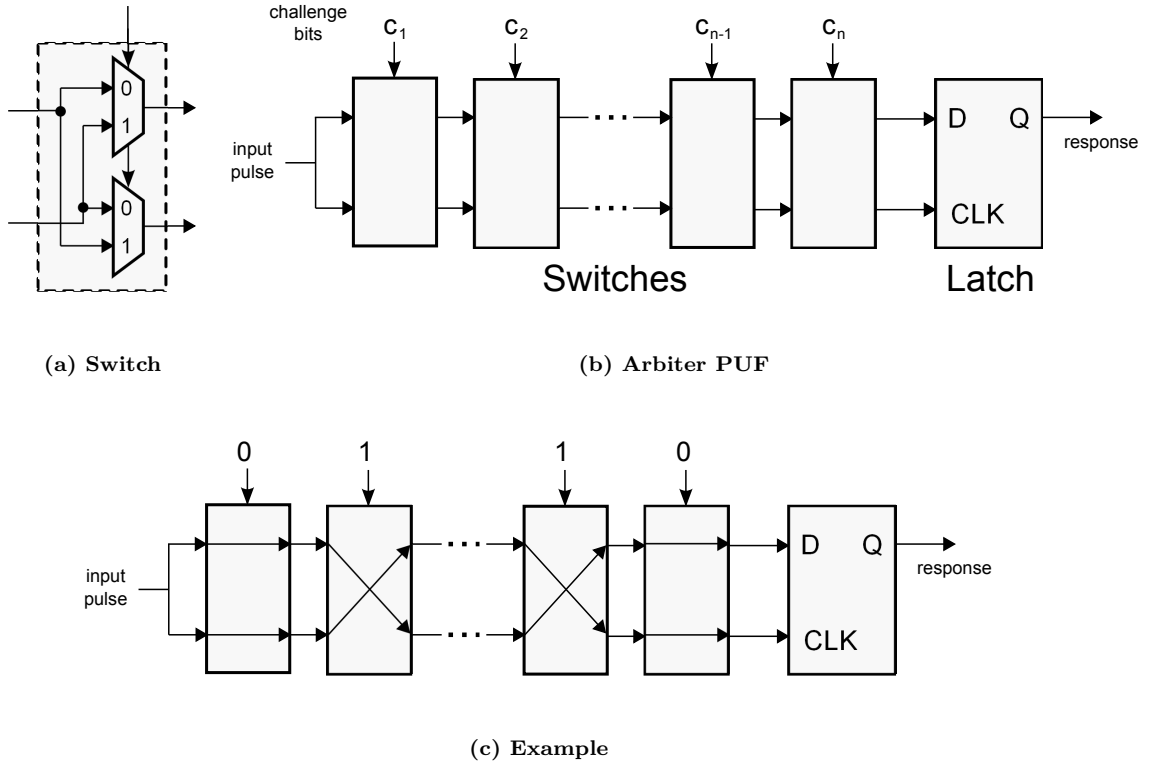 0
1
0
1
(a) Switch
challenge
bits
c1 c2 cn-1 cn
input
pulse
D Q
CLK
response
Switches Latch
(b) Arbiter PUF
0 1 1 0
input
pulse
D Q
CLK
response
(c) Example